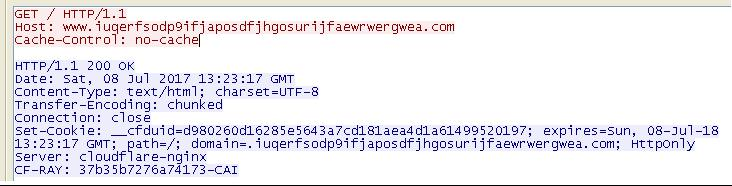 GET / HTTP/1.1
Host: www.iuqerfsodp9ifjaposdfjhgosurijfaewrwergwea.com
Cache-Control: no-cache
HTTP/1.1 200 OK
Date: Sat, 08 Jul 2017 13:23:17 GMT
Content-Type: text/html; charset=UTF-8
Transfer-Encoding: chunked
Connection: close
Set-Cookie: __cfduid=d980260d16285e5643a7cd181aea4d1a61499520197; expires=Sun, 08-Jul-18
13:23:17 GMT; path=/; domain=.iuqerfsodp9ifjaposdfjhgosurijfaewrwergwea.com; HttpOnly
Server: cloudflare-nginx
CF-RAY: 37b35b7276a74173-CAI